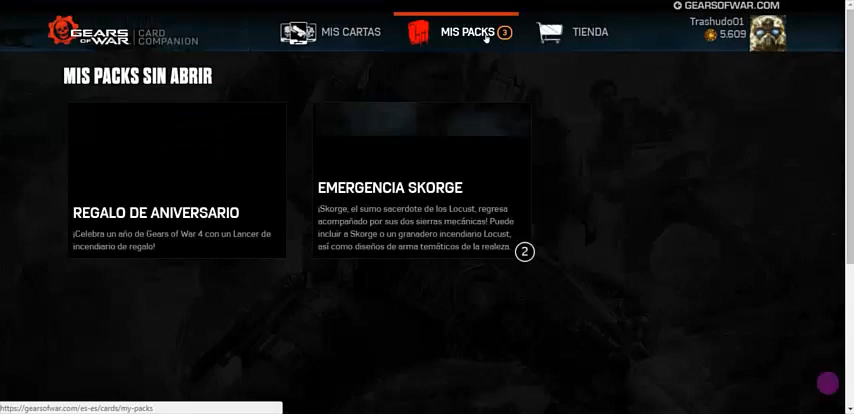 GEARSOFWAR.COM
GEARS OF WAR
CARD COMPANION
MIS CARTAS
MIS PACKS 3
TIENDA
Trashudo01
5.609
MIS PACKS SIN ABRIR
REGALO DE ANIVERSARIO
¡Celebra un año de Gears of War 4 con un Lancer de
incendiario de regalo!
EMERGENCIA SKORGE
¡Skorge, el sumo sacerdote de los Locust, regresa
acompañado por sus dos sierras mecánicas! Puede
incluir a Skorge o un granadero incendiario Locust,
así como diseños de arma temáticos de la realeza.
2
https://gearsofwar.com/es-es/cards/my-packs